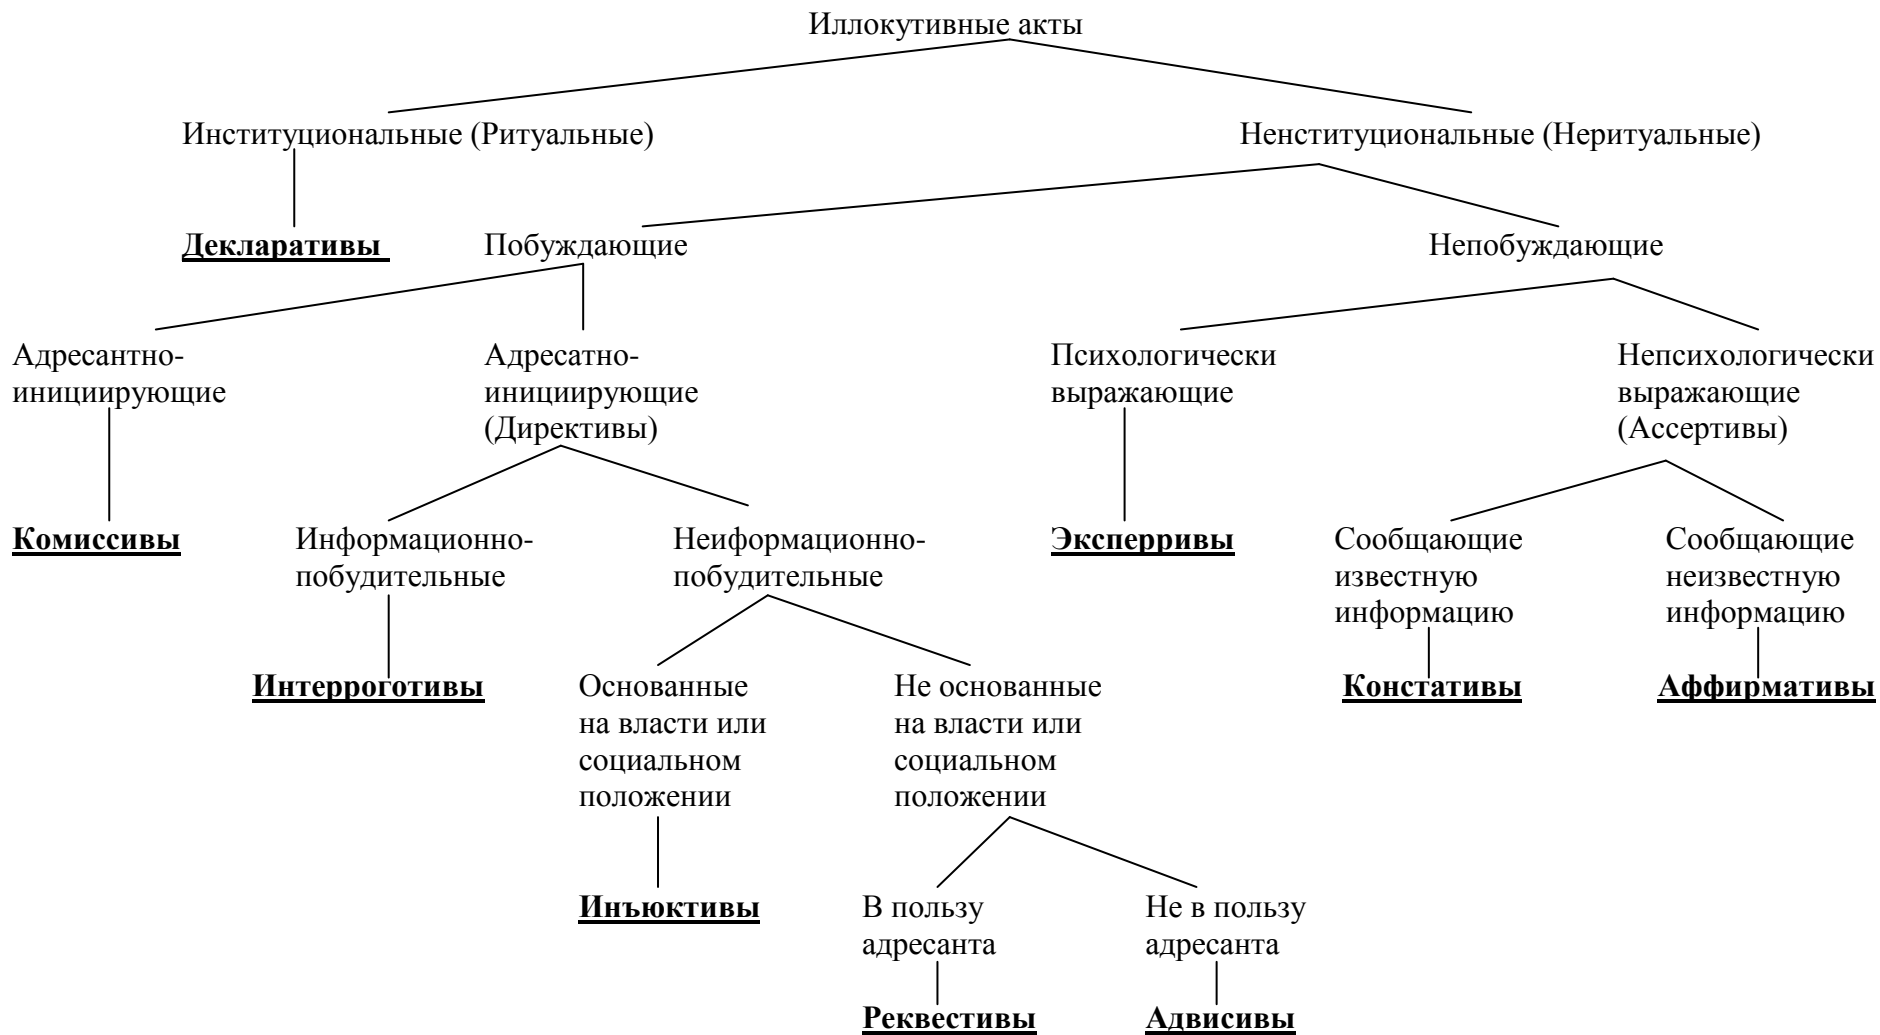 Иллокутивные акты
Институциональные (Ритуальные)
Ненституциональные (Неритуальные)
Декларативы
Побуждающие
Непобуждающие
Адресантно-
инициирующие
Адресатно-
инициирующие
(Директивы)
Психологически
выражающие
Непсихологически
выражающие
(Ассертивы)
Комиссивы
Информационно-
побудительные
Неиформационно-
побудительные
Эксперривы
Сообщающие
известную
информацию
Сообщающие
неизвестную
информацию
Интерроготивы
Основанные
на власти или
социальном
положении
Не основанные
на власти или
социальном
положении
Констативы
Аффирмативы
Инъюктивы
В пользу
адресанта
Не в пользу
адресанта
Реквестивы
Адвисивы